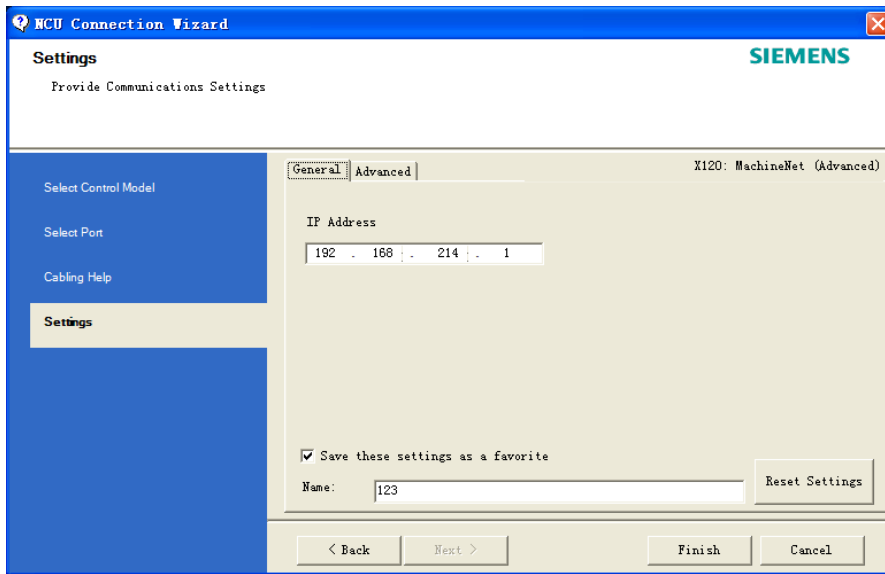 NCU Connection Wizard
Settings
SIEMENS
Provide Communications Settings
Select Control Model
Select Port
Cabling Help
Settings
General Advanced X120: MachineNet (Advanced)
IP Address
192 . 168 . 214 . 1
Save these settings as a favorite
Name: 123
Reset Settings
< Back Next > Finish Cancel